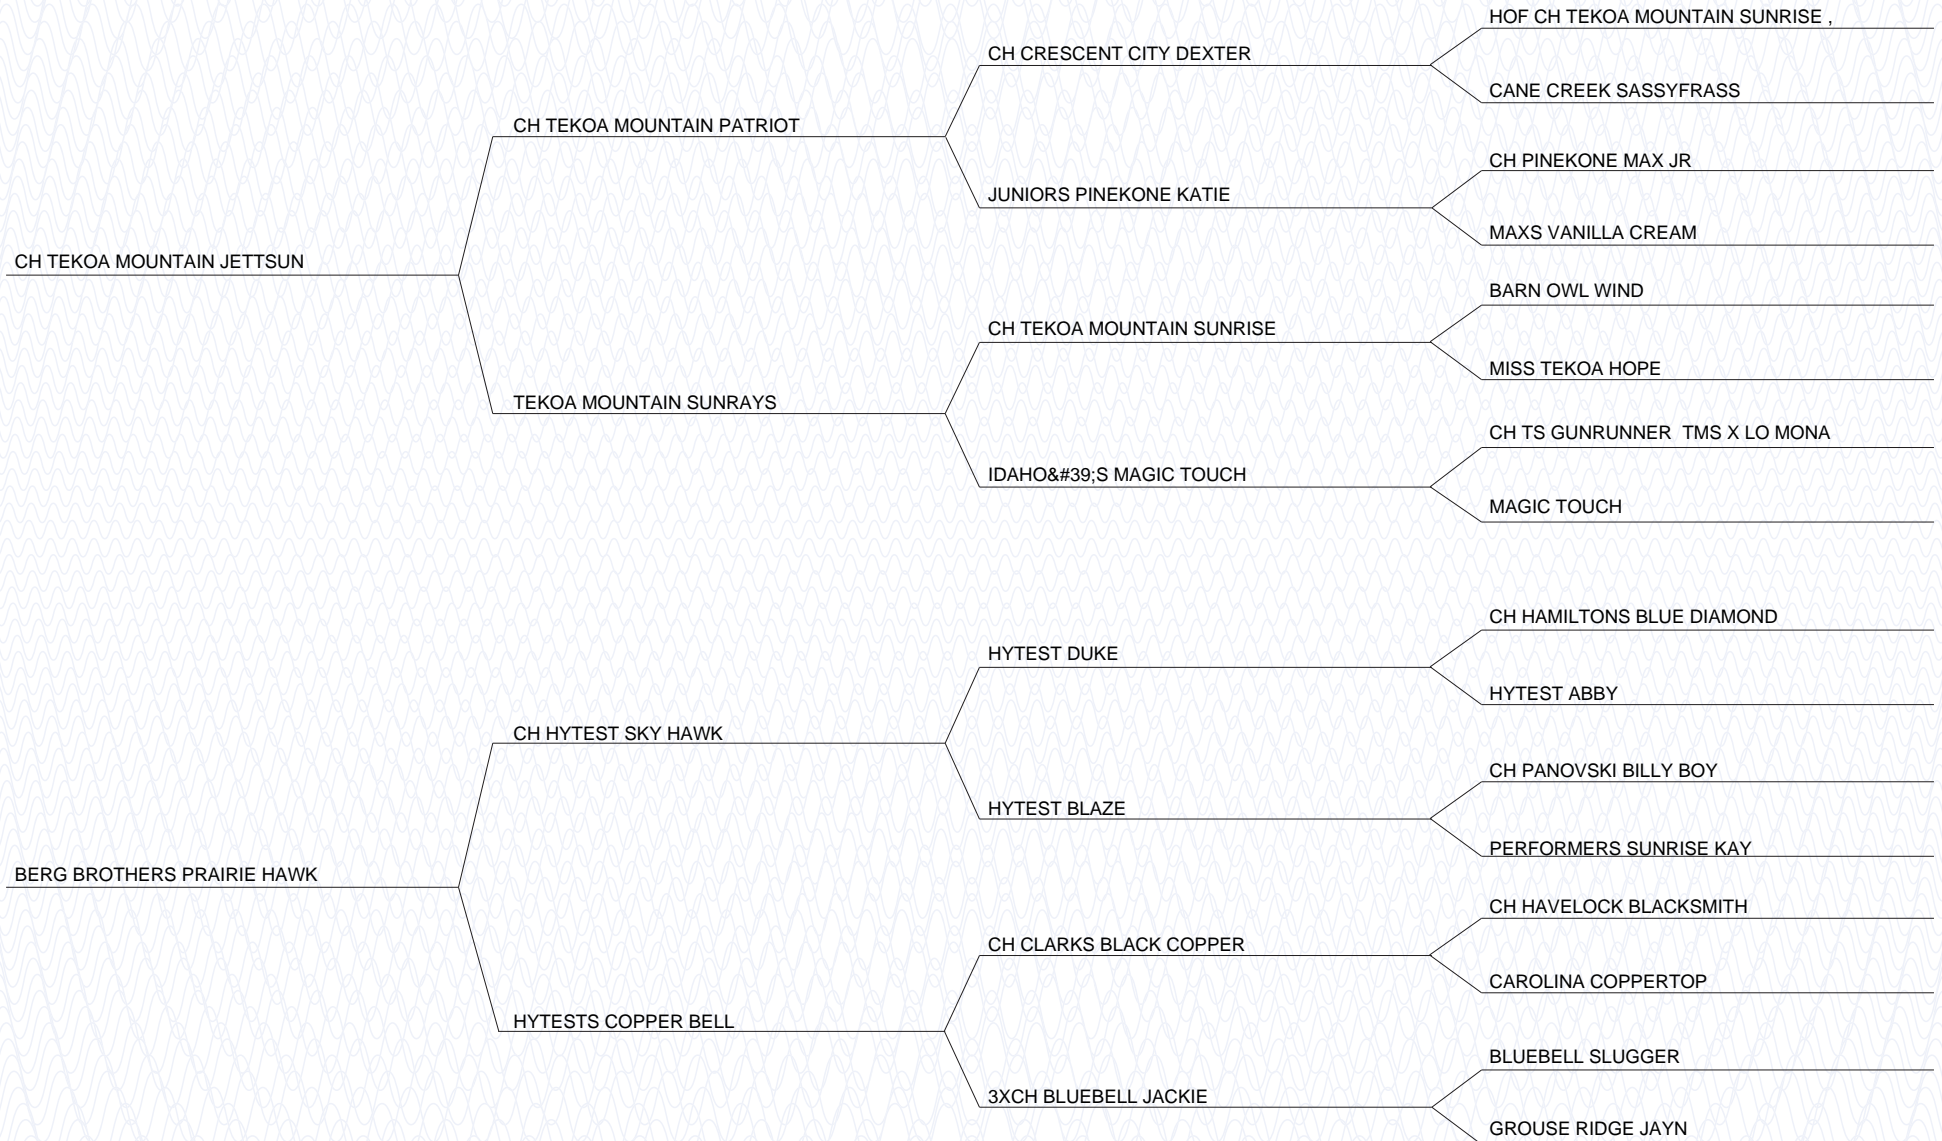 HOF CH TEKOA MOUNTAIN SUNRISE ,
CH CRESCENT CITY DEXTER
CANE CREEK SASSYFRASS
CH TEKOA MOUNTAIN PATRIOT
CH PINEKONE MAX JR
JUNIORS PINEKONE KATIE
MAXS VANILLA CREAM
CH TEKOA MOUNTAIN JETTSUN
BARN OWL WIND
CH TEKOA MOUNTAIN SUNRISE
MISS TEKOA HOPE
TEKOA MOUNTAIN SUNRAYS
CH TS GUNRUNNER  TMS X LO MONA
IDAHO&#39;S MAGIC TOUCH
MAGIC TOUCH
CH HAMILTONS BLUE DIAMOND
HYTEST DUKE
HYTEST ABBY
CH HYTEST SKY HAWK
CH PANOVSKI BILLY BOY
HYTEST BLAZE
PERFORMERS SUNRISE KAY
BERG BROTHERS PRAIRIE HAWK
CH HAVELOCK BLACKSMITH
CH CLARKS BLACK COPPER
CAROLINA COPPERTOP
HYTESTS COPPER BELL
BLUEBELL SLUGGER
3XCH BLUEBELL JACKIE
GROUSE RIDGE JAYN